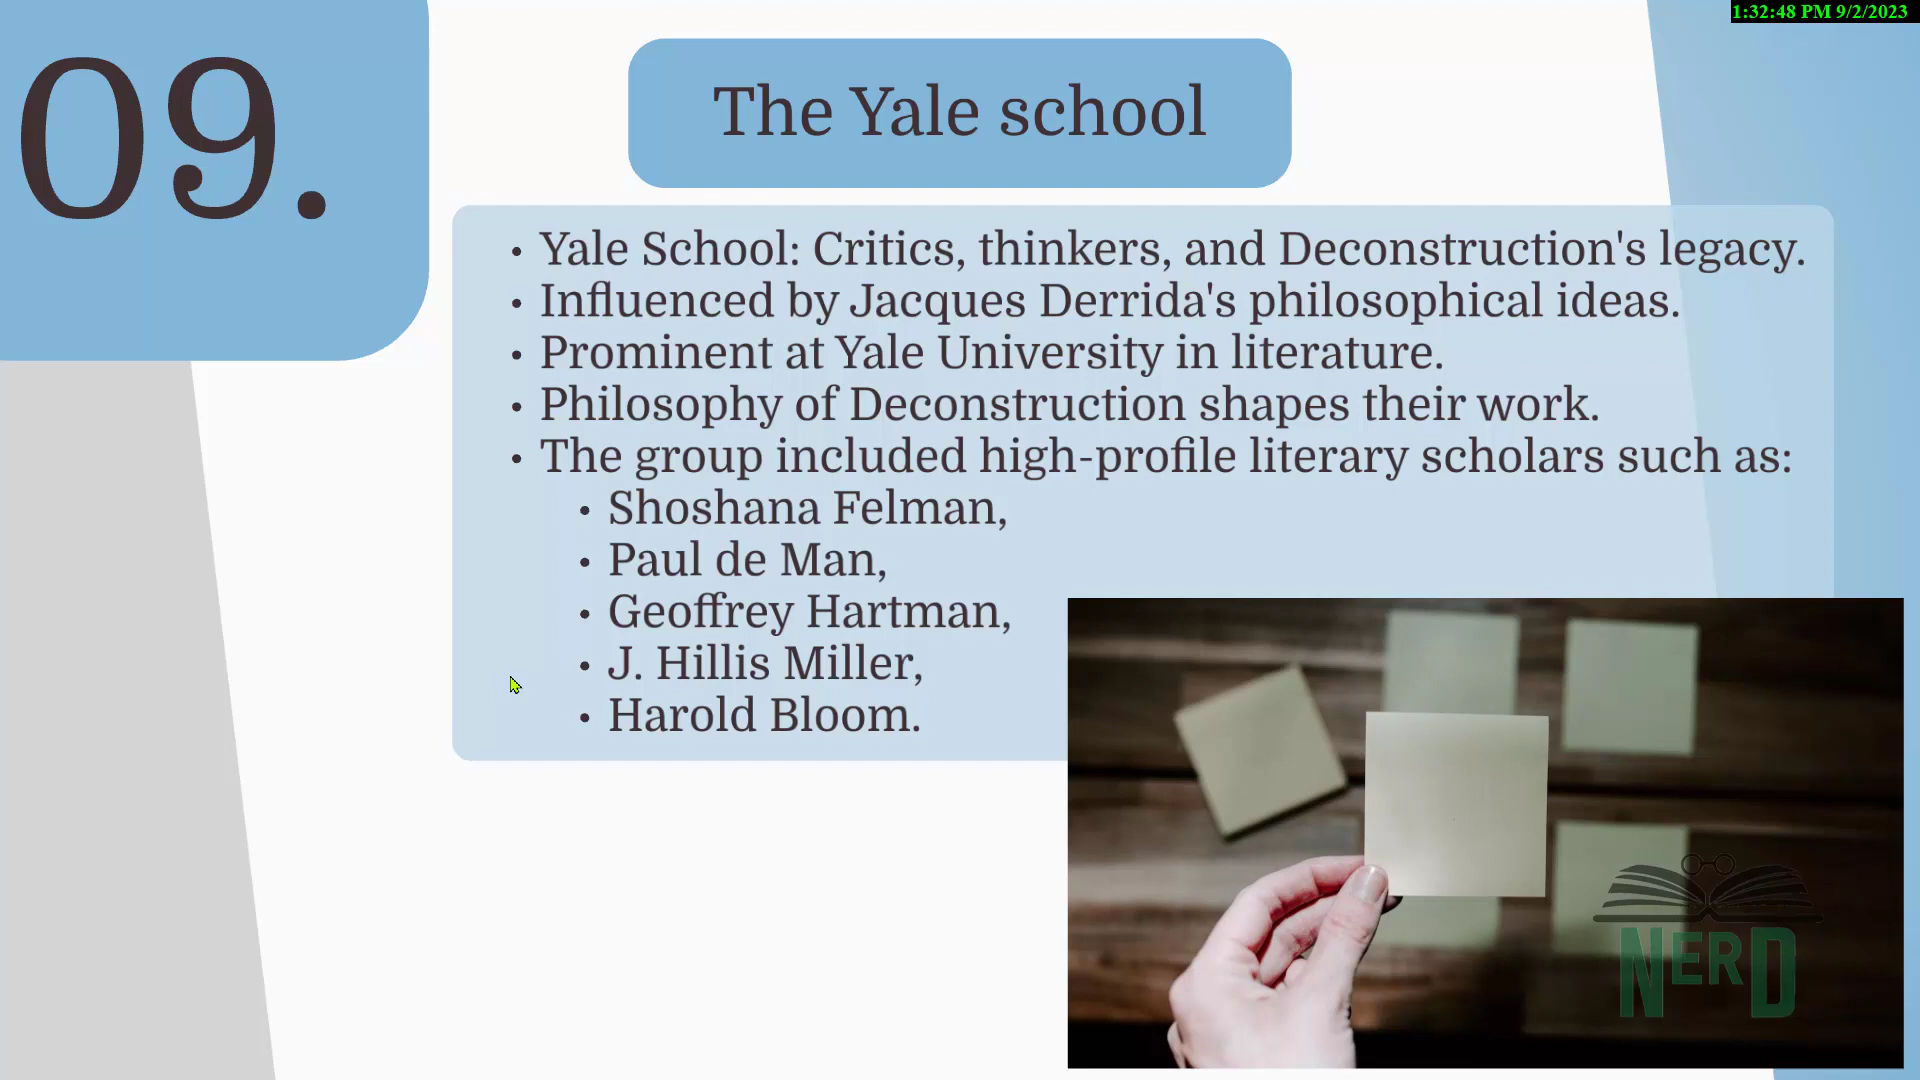 1:32:48 PM 9/2/2023
09.
The Yale school
• Yale School: Critics, thinkers, and Deconstruction's legacy.
• Influenced by Jacques Derrida's philosophical ideas.
• Prominent at Yale University in literature.
• Philosophy of Deconstruction shapes their work.
• The group included high-profile literary scholars such as:
• Shoshana Felman,
• Paul de Man,
• Geoffrey Hartman,
• J. Hillis Miller,
• Harold Bloom.
NERD